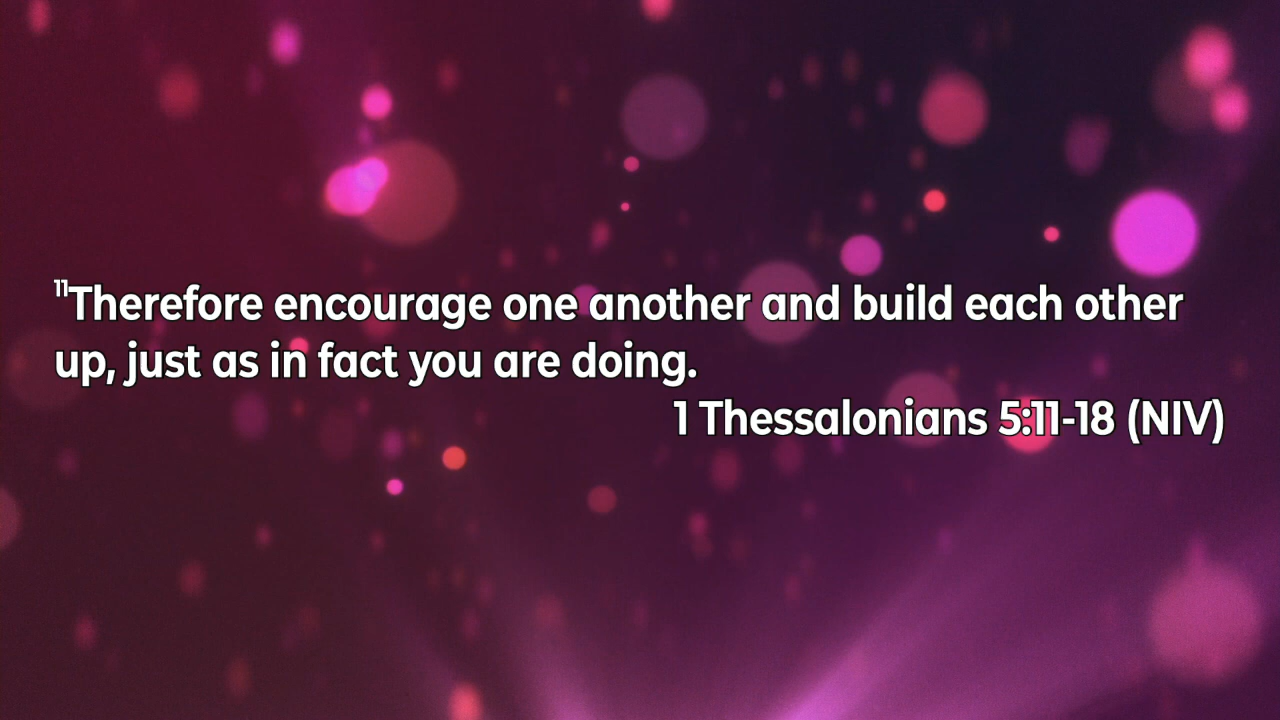 11Therefore encourage one another and build each other
up, just as in fact you are doing.
1 Thessalonians 5:11-18 (NIV)